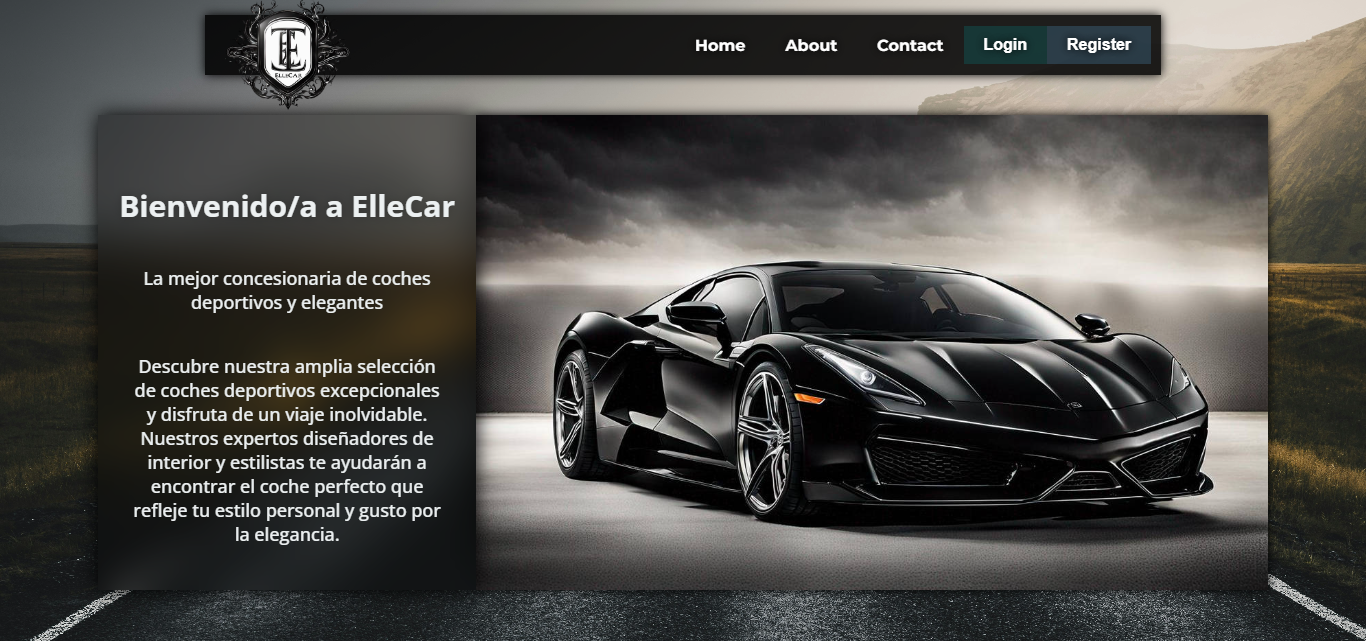 Home About Contact Login Register
ELLECAR
Bienvenido/a a ElleCar
La mejor concesionaria de coches
deportivos y elegantes
Descubre nuestra amplia selección
de coches deportivos excepcionales
y disfruta de un viaje inolvidable.
Nuestros expertos diseñadores de
interior y estilistas te ayudarán a
encontrar el coche perfecto que
refleje tu estilo personal y gusto por
la elegancia.